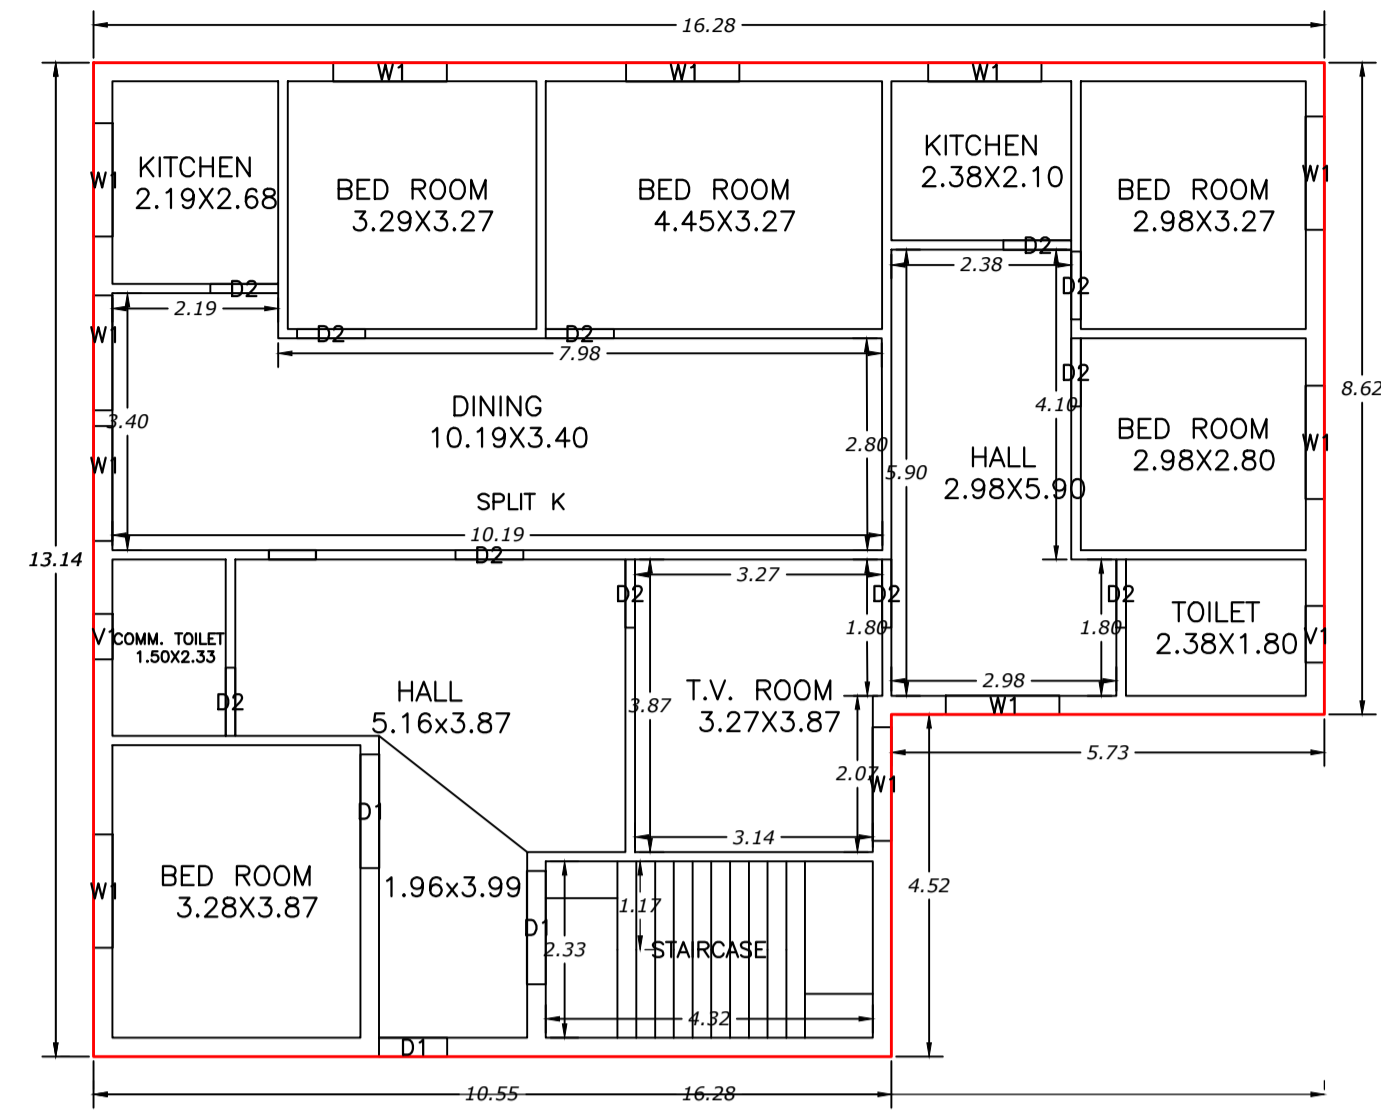 16.28
W1
W1
W1
KITCHEN
2.19X2.68
W1
BED ROOM
3.29X3.27
BED ROOM
4.45X3.27
KITCHEN
2.38X2.10
BED ROOM
2.98X3.27
W1
D2
D2
2.38
D2
D2
2.19
W1
D2
D2
7.98
D2
8.62
3.40
DINING
10.19X3.40
4.10
2.80
BED ROOM
2.98X2.80
W1
W1
5.90
HALL
2.98X5.90
SPLIT K
10.19
D2
13.14
3.27
D2
D2
D2
1.80
1.80
V1
COMM. TOILET
1.50X2.33
TOILET
2.38X1.80
V1
D2
HALL
5.16x3.87
3.87
T.V. ROOM
3.27X3.87
2.98
W1
5.73
2.07
W1
D1
3.14
BED ROOM
3.28X3.87
W1
1.96x3.99
4.52
1.17
D1
2.33
STAIRCASE
4.32
D1
10.55
16.28